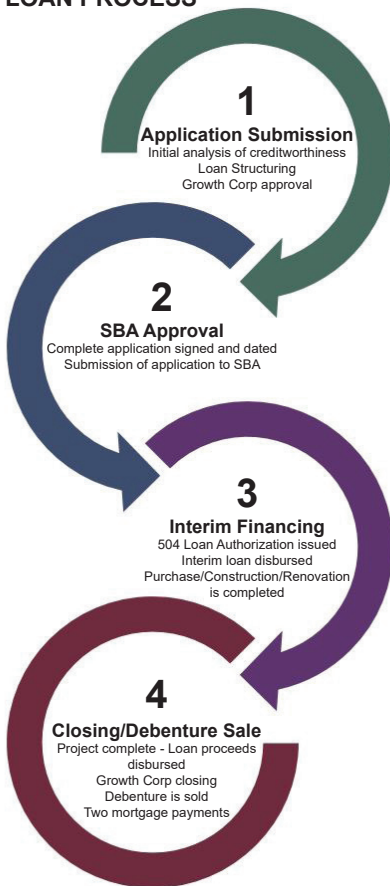 LOAN PROCESS
1
Application Submission
Initial analysis of creditworthiness
Loan Structuring
Growth Corp approval
2
SBA Approval
Complete application signed and dated
Submission of application to SBA
3
Interim Financing
504 Loan Authorization issued
Interim loan disbursed
Purchase/Construction/Renovation
is completed
4
Closing/Debenture Sale
Project complete - Loan proceeds
disbursed
Growth Corp closing
Debenture is sold
Two mortgage payments